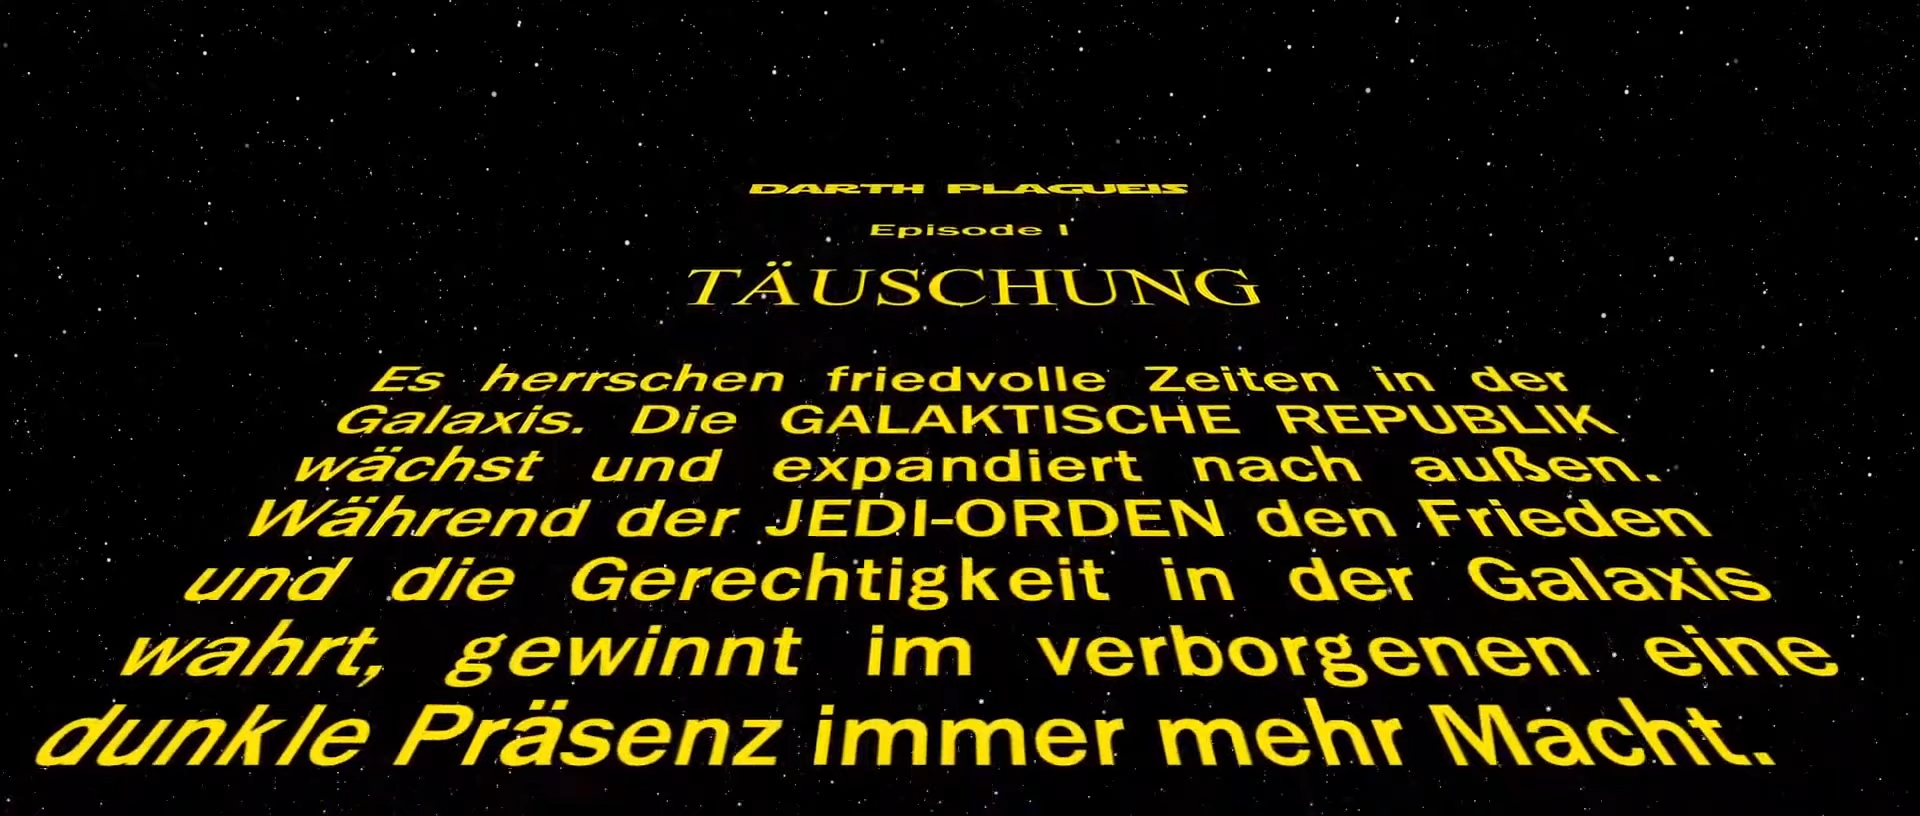 DARTH PLAGUEIS
Episode I
TÄUSCHUNG
Es herrschen friedvolle Zeiten in der
Galaxis. Die GALAKTISCHE REPUBLIK
wächst und expandiert nach außen.
Während der JEDI-ORDEN den Frieden
und die Gerechtigkeit in der Galaxis
wahrt, gewinnt im verborgenen eine
dunkle Präsenz immer mehr Macht.